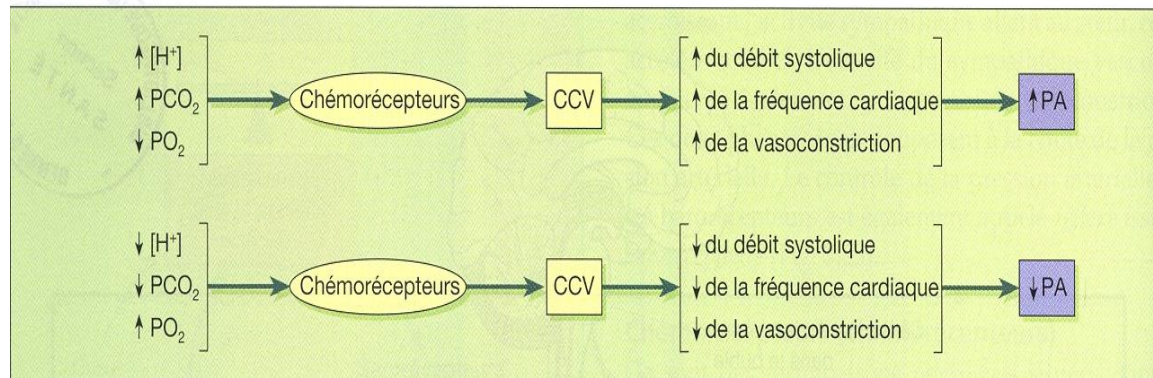 ↑ [H⁺]
↑ PCO₂
↓ PO₂
Chémorécepteurs
CCV
↑ du débit systolique
↑ de la fréquence cardiaque
↑ de la vasoconstriction
↑ PA
↓ [H⁺]
↓ PCO₂
↑ PO₂
Chémorécepteurs
CCV
↓ du débit systolique
↓ de la fréquence cardiaque
↓ de la vasoconstriction
↓ PA
SANTÉ